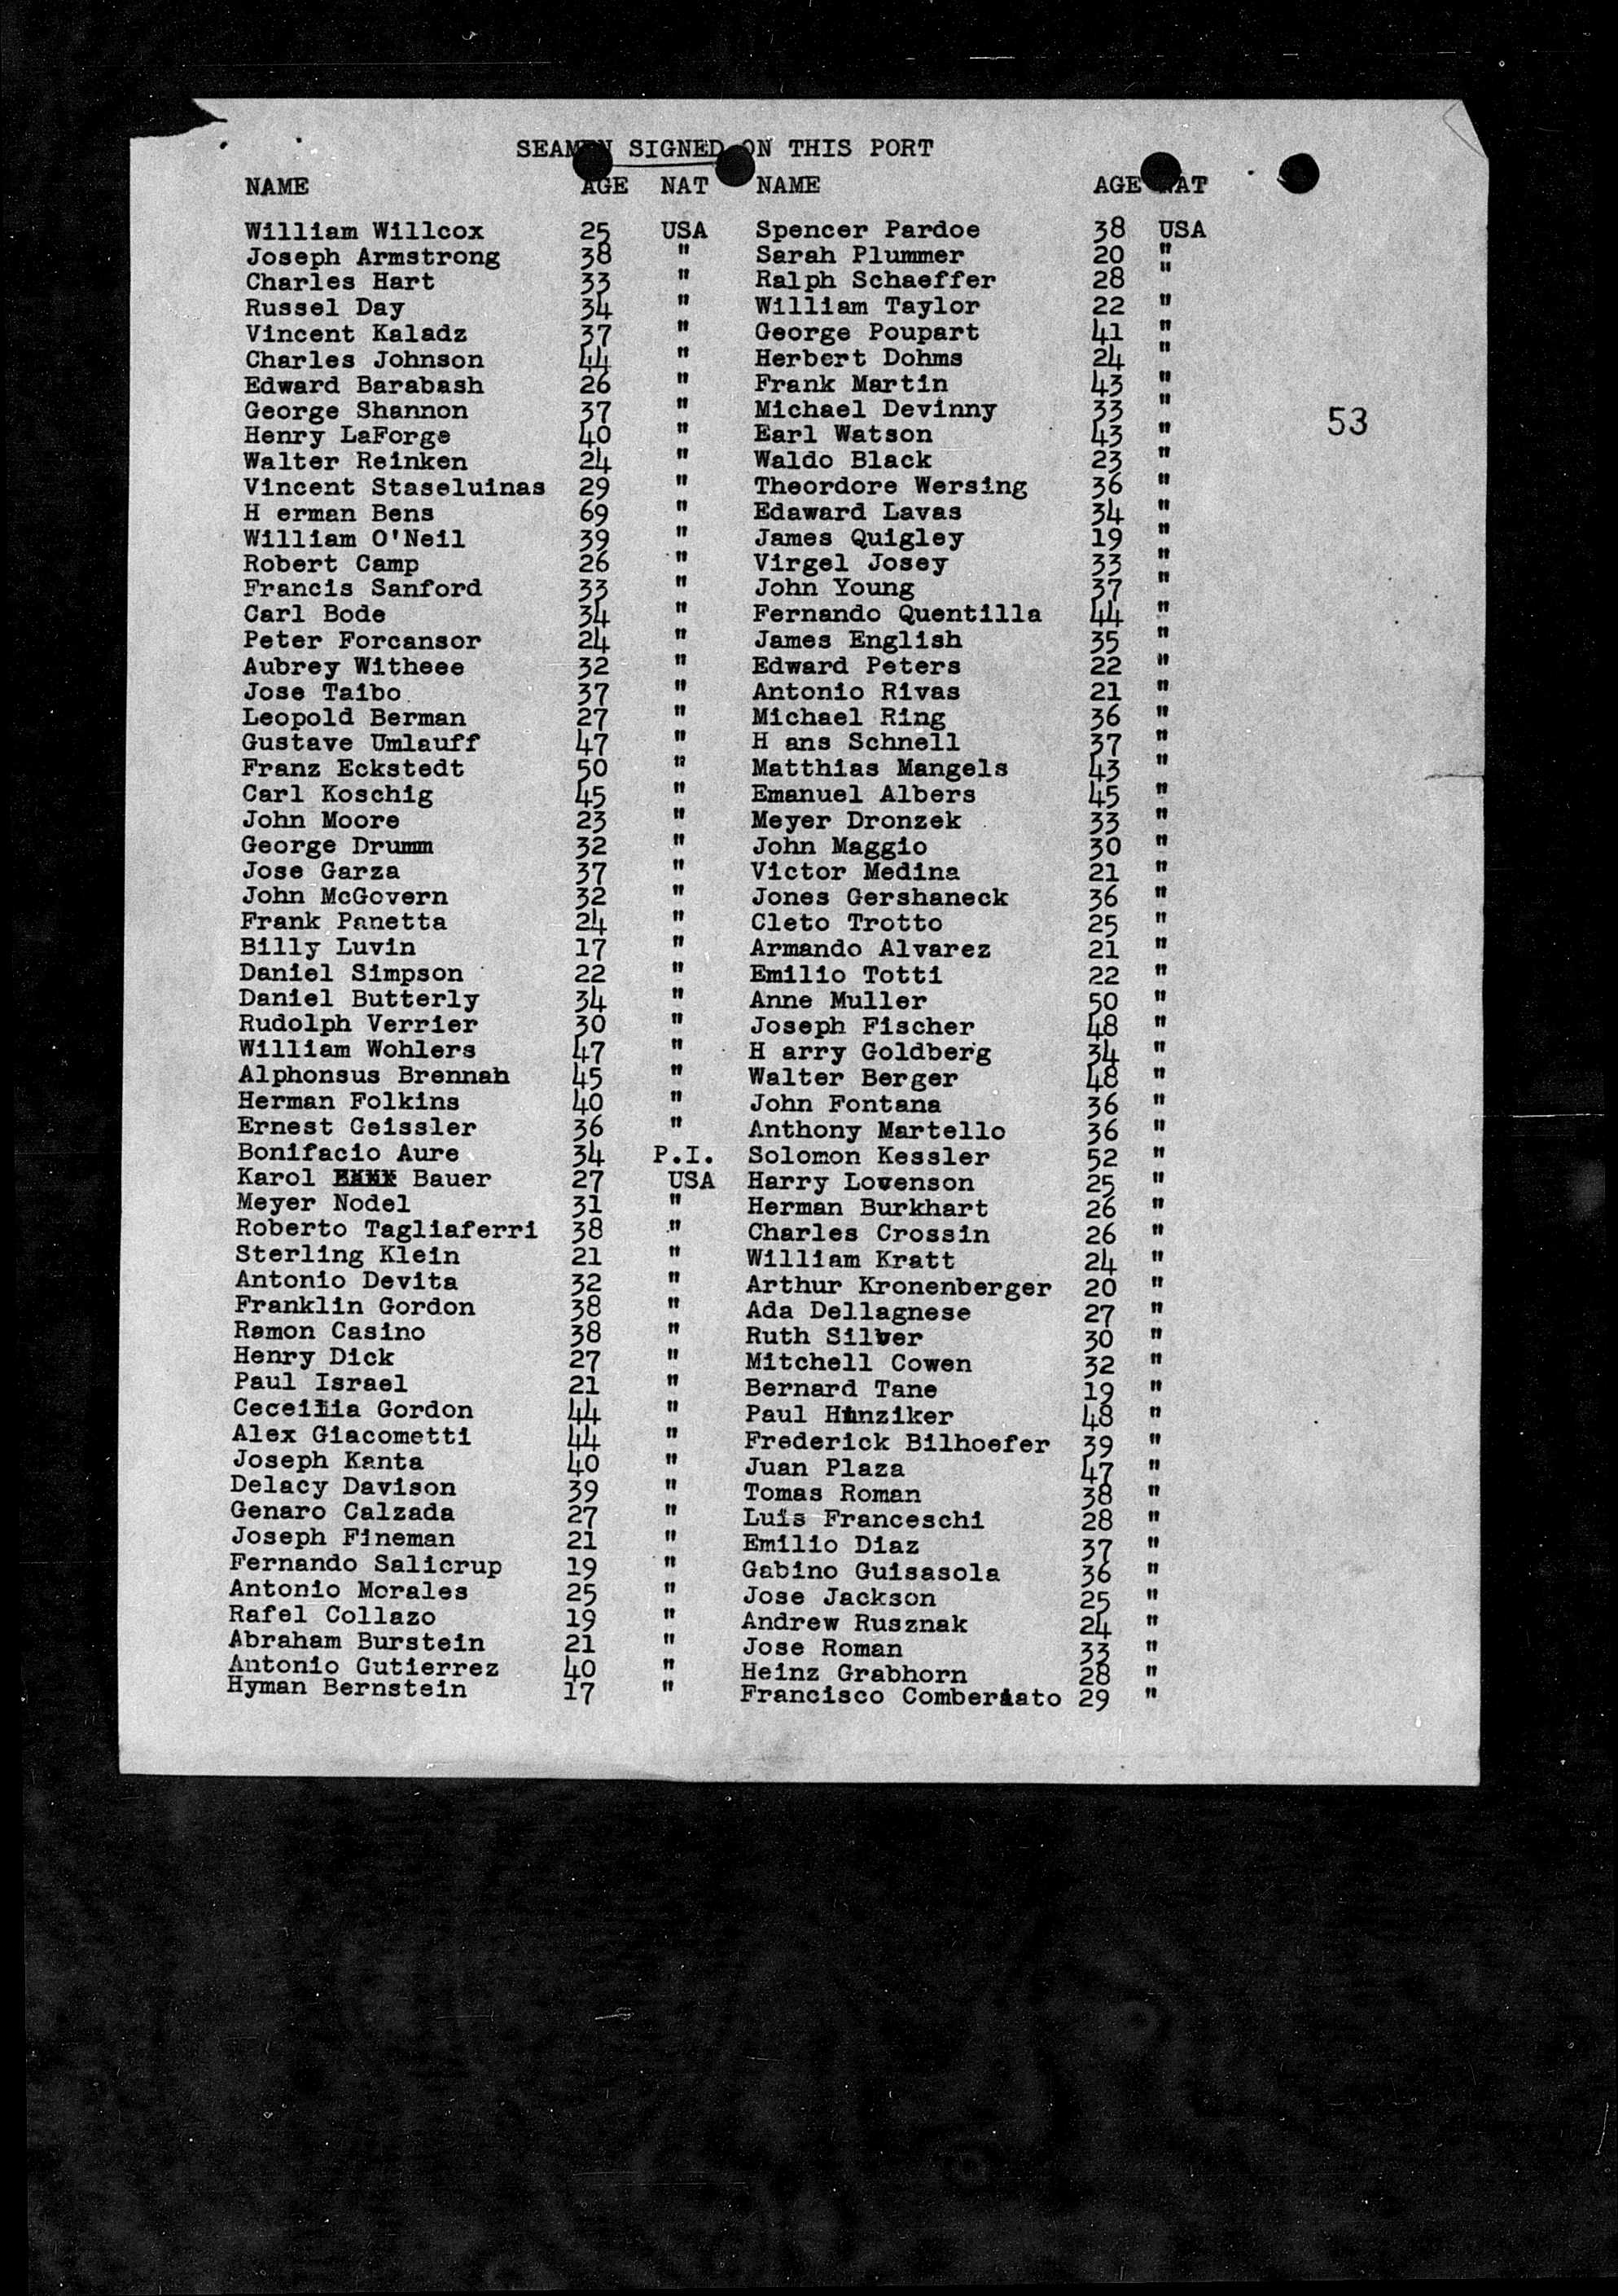 SEAMEN SIGNED ON THIS PORT
NAME AGE NAT NAME AGE NAT
William Willcox 25 USA Spencer Pardoe 38 USA
Joseph Armstrong 38 " Sarah Plummer 20 "
Charles Hart 33 " Ralph Schaeffer 28 "
Russel Day 34 " William Taylor 22 "
Vincent Kaladz 37 " George Poupart 41 "
Charles Johnson 44 " Herbert Dohms 24 "
Edward Barabash 26 " Frank Martin 43 "
George Shannon 37 " Michael Devinny 33 "
53
Henry LaForge 40 " Earl Watson 43 "
Walter Reinken 24 " Waldo Black 23 "
Vincent Staseluinas 29 " Theordore Wersing 36 "
H erman Bens 69 " Edaward Lavas 34 "
William O'Neil 39 " James Quigley 19 "
Robert Camp 26 " Virgel Josey 33 "
Francis Sanford 33 " John Young 37 "
Carl Bode 34 " Fernando Quentilla 44 "
Peter Forcansor 24 " James English 35 "
Aubrey Witheee 32 " Edward Peters 22 "
Jose Taibo 37 " Antonio Rivas 21 "
Leopold Berman 27 " Michael Ring 36 "
Gustave Umlauff 47 " H ans Schnell 37 "
Franz Eckstedt 50 " Matthias Mangels 43 "
Carl Koschig 45 " Emanuel Albers 45 "
John Moore 23 " Meyer Dronzek 33 "
George Drumm 32 " John Maggio 30 "
Jose Garza 37 " Victor Medina 21 "
John McGovern 32 " Jones Gershaneck 36 "
Frank Panetta 24 " Cleto Trotto 25 "
Billy Luvin 17 " Armando Alvarez 21 "
Daniel Simpson 22 " Emilio Totti 22 "
Daniel Butterly 34 " Anne Muller 50 "
Rudolph Verrier 30 " Joseph Fischer 48 "
William Wohlers 47 " H arry Goldberg 34 "
Alphonsus Brennan 45 " Walter Berger 48 "
Herman Folkins 40 " John Fontana 36 "
Ernest Geissler 36 " Anthony Martello 36 "
Bonifacio Aure 34 P.I. Solomon Kessler 52 "
Karol Bauer 27 USA Harry Lovenson 25 "
Meyer Nodel 31 " Herman Burkhart 26 "
Roberto Tagliaferri 38 " Charles Crossin 26 "
Sterling Klein 21 " William Kratt 24 "
Antonio Devita 32 " Arthur Kronenberger 20 "
Franklin Gordon 38 " Ada Dellagnese 27 "
Ramon Casino 38 " Ruth Silver 30 "
Henry Dick 27 " Mitchell Cowen 32 "
Paul Israel 21 " Bernard Tane 19 "
Gordon 44 " Paul 48 "
Alex Giacometti 44 " Frederick Bilhoefer 39 "
Joseph Kanta 40 " Juan Plaza 47 "
Delacy Davison 39 " Tomas Roman 38 "
Genaro Calzada 27 " Luis Franceschi 28 "
Joseph Fineman 21 " Emilio Diaz 37 "
Fernando Salicrup 19 " Gabino Guisasola 36 "
Antonio Morales 25 " Jose Jackson 25 "
Rafel Collazo 19 " Andrew Rusznak 24 "
Abraham Burstein 21 " Jose Roman 33 "
Antonio Gutierrez 40 " Heinz Grabhorn 28 "
Hyman Bernstein 17 " Francisco 29 "